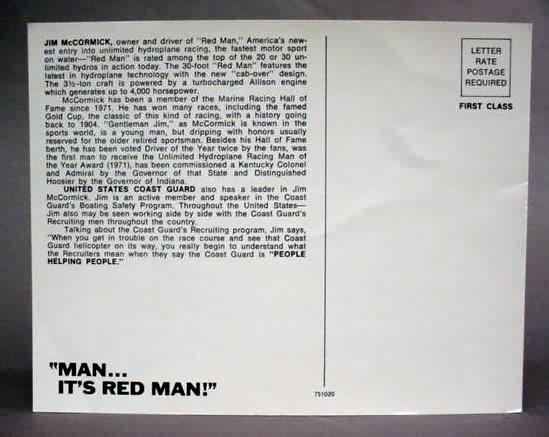 JIM McCORMICK, owner and driver of "Red Man," America's new-
est entry into unlimited hydroplane racing, the fastest motor sport
on water—"Red Man" is rated among the top of the 20 or 30 un-
limited hydros in action today. The 30-foot "Red Man" features the
latest in hydroplane technology with the new "cab-over" design.
The 3½-ton craft is powered by a turbocharged Allison engine
which generates up to 4,000 horsepower.
McCormick has been a member of the Marine Racing Hall of
Fame since 1971. He has won many races, including the famed
Gold Cup, the classic of this kind of racing, with a history going
back to 1904. "Gentleman Jim," as McCormick is known in the
sports world, is a young man, but dripping with honors usually
reserved for the older retired sportsman. Besides his Hall of Fame
berth, he has been voted Driver of the Year twice by the fans, was
the first man to receive the Unlimited Hydroplane Racing Man of
the Year Award (1971), has been commissioned a Kentucky Colonel
and Admiral by the Governor of that State and Distinguished
Hoosier by the Governor of Indiana.
UNITED STATES COAST GUARD also has a leader in Jim
McCormick. Jim is an active member and speaker in the Coast
Guard's Boating Safety Program. Throughout the United States—
Jim also may be seen working side by side with the Coast Guard's
Recruiting men throughout the country.
Talking about the Coast Guard's Recruiting program, Jim says,
"When you get in trouble on the race course and see that Coast
Guard helicopter on its way, you really begin to understand what
the Recruiters mean when they say the Coast Guard is "PEOPLE
HELPING PEOPLE."
"MAN...
IT'S RED MAN!"
751020
LETTER
RATE
POSTAGE
REQUIRED
FIRST CLASS